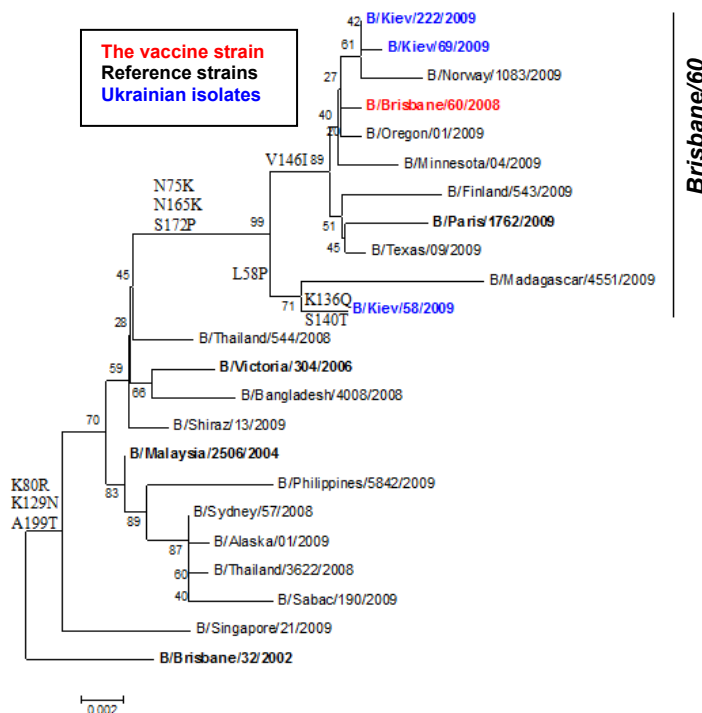 The vaccine strain
Reference strains
Ukrainian isolates
42
B/Kiev/222/2009
61
B/Kiev/69/2009
27
B/Norway/1083/2009
40
B/Brisbane/60/2008
20
B/Oregon/01/2009
V146I
89
B/Minnesota/04/2009
N75K
N165K
S172P
99
B/Finland/543/2009
51
B/Paris/1762/2009
45
B/Texas/09/2009
L58P
B/Madagascar/4551/2009
71
K136Q
S140T
B/Kiev/58/2009
Brisbane/60
45
28
B/Thailand/544/2008
59
B/Victoria/304/2006
66
B/Bangladesh/4008/2008
70
B/Shiraz/13/2009
B/Malaysia/2506/2004
K80R
K129N
A199T
83
B/Philippines/5842/2009
89
B/Sydney/57/2008
87
B/Alaska/01/2009
60
B/Thailand/3622/2008
40
B/Sabac/190/2009
B/Singapore/21/2009
B/Brisbane/32/2002
0.002